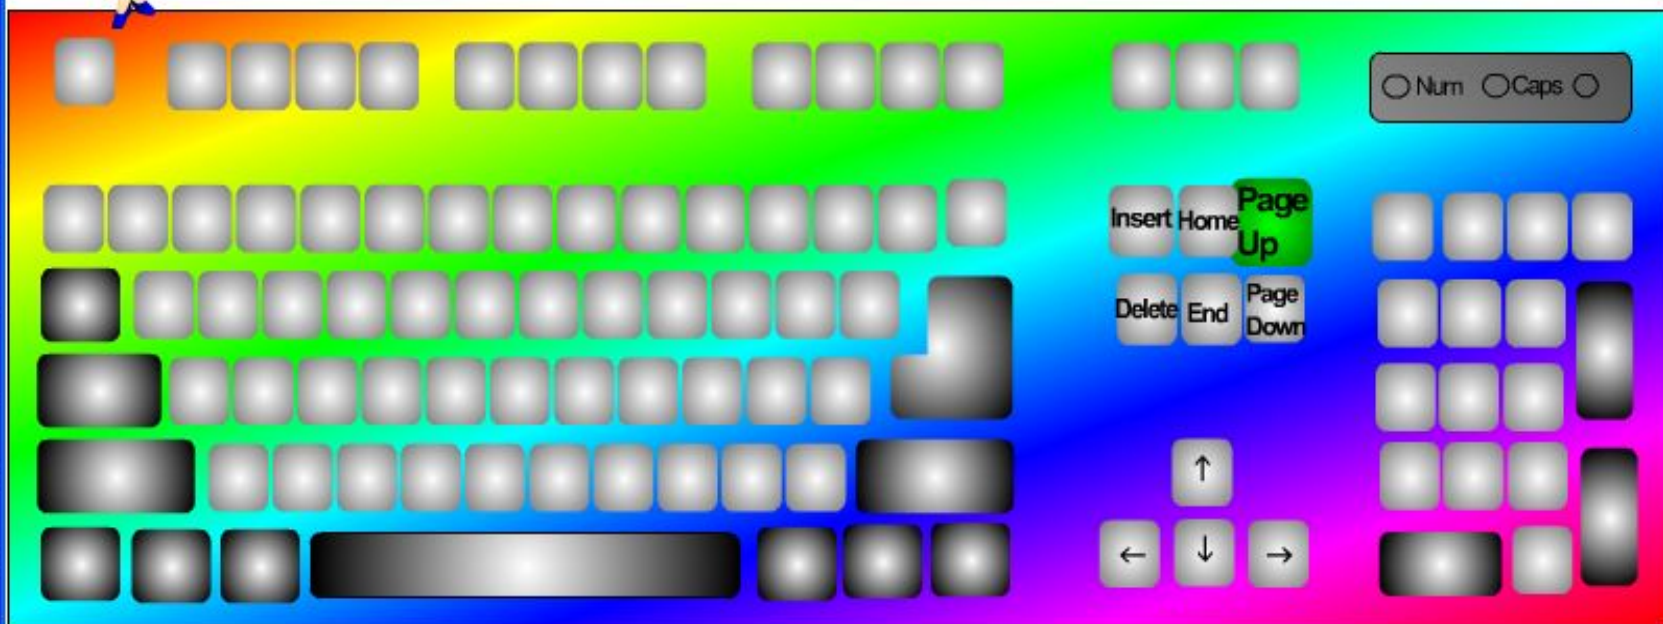 Num Caps
Insert Home Page Up
Delete End Page Down
↑
← ↓ →